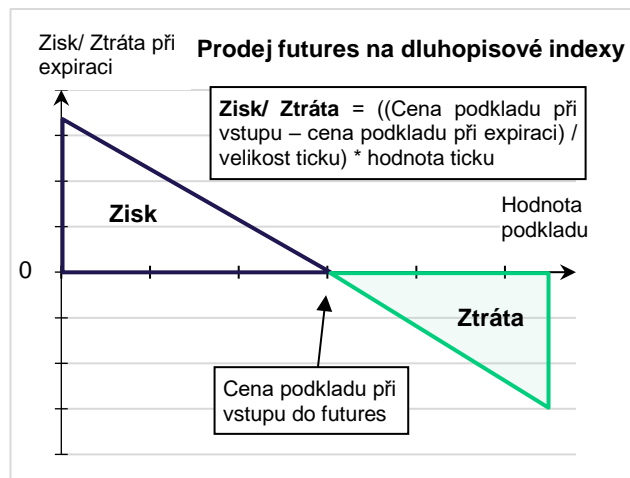 Zisk/ Ztráta při
expiraci
Prodej futures na dluhopisové indexy
Zisk/ Ztráta = ((Cena podkladu při
vstupu – cena podkladu při expiraci) /
velikost ticku) * hodnota ticku
Zisk
Hodnota
podkladu
0
Ztráta
Cena podkladu při
vstupu do futures